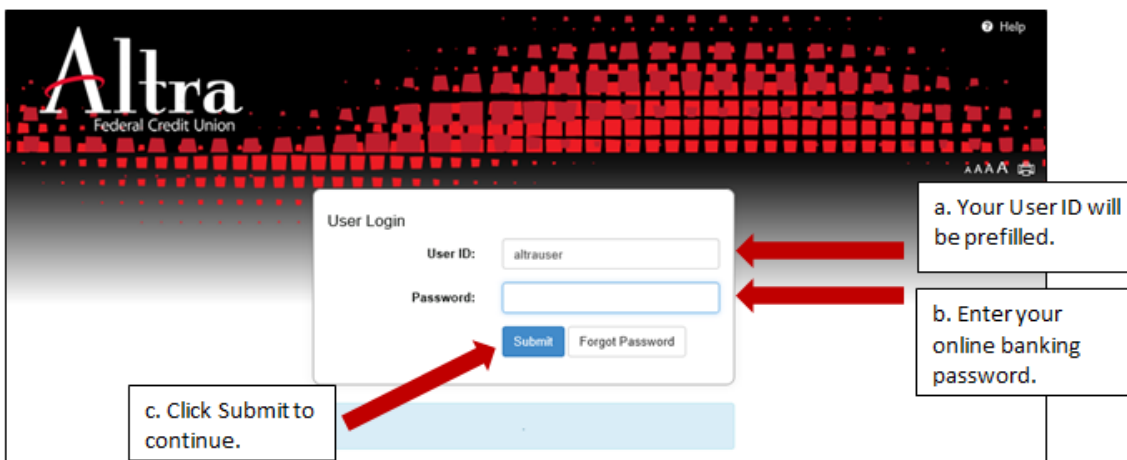 Help
Altra
Federal Credit Union
A A A A
User Login
User ID:
altrauser
Password:
Submit
Forgot Password
a. Your User ID will
be prefilled.
b. Enter your
online banking
password.
c. Click Submit to
continue.